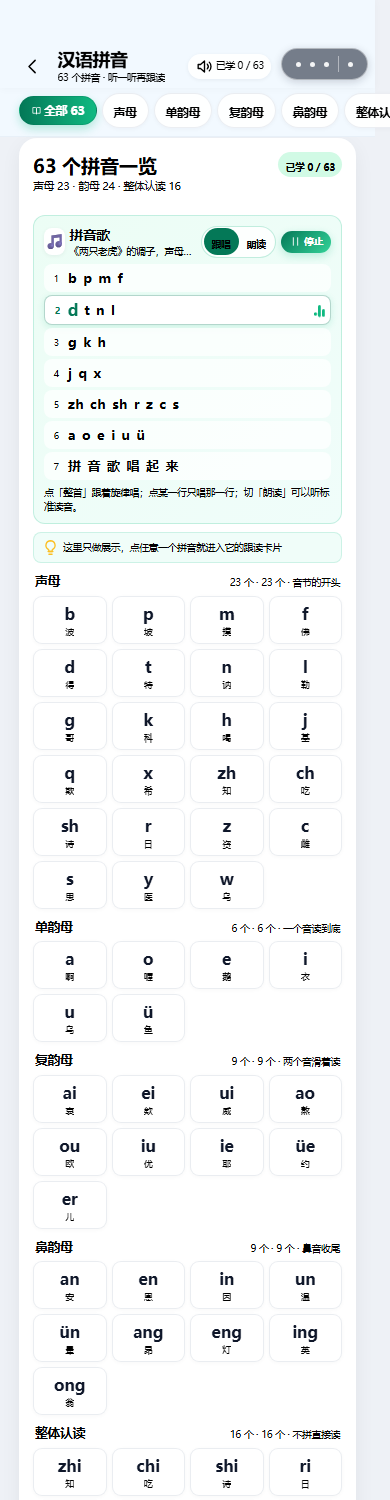 汉语拼音
63 个拼音 · 听一听再跟读
已学 0 / 63
全部 63 声母 单韵母 复韵母 鼻韵母 整体认
63 个拼音一览
已学 0 / 63
声母 23 · 韵母 24 · 整体认读 16
拼音歌
《两只老虎》的调子，声母...
跟唱 朗读 停止
1 b p m f
2 d t n l
3 g k h
4 j q x
5 zh ch sh r z c s
6 a o e i u ü
7 拼 音 歌 唱 起 来
点「整首」跟着旋律唱；点某一行只唱那一行；切「朗读」可以听标
准读音。
这里只做展示，点任意一个拼音就进入它的跟读卡片
声母 23 个 · 23 个 · 音节的开头
b p m f
波 坡 摸 佛
d t n l
得 特 讷 勒
g k h j
哥 科 喝 基
q x zh ch
欺 希 知 吃
sh r z c
诗 日 资 雌
s y w
思 医 乌
单韵母 6 个 · 6 个 · 一个音读到底
a o e i
啊 喔 鹅 衣
u ü
乌 鱼
复韵母 9 个 · 9 个 · 两个音滑着读
ai ei ui ao
哀 欸 威 熬
ou iu ie üe
欧 优 耶 约
er
儿
鼻韵母 9 个 · 9 个 · 鼻音收尾
an en in un
安 恩 因 温
ün ang eng ing
晕 昂 灯 英
ong
翁
整体认读 16 个 · 16 个 · 不拼直接读
zhi chi shi ri
知 吃 诗 日